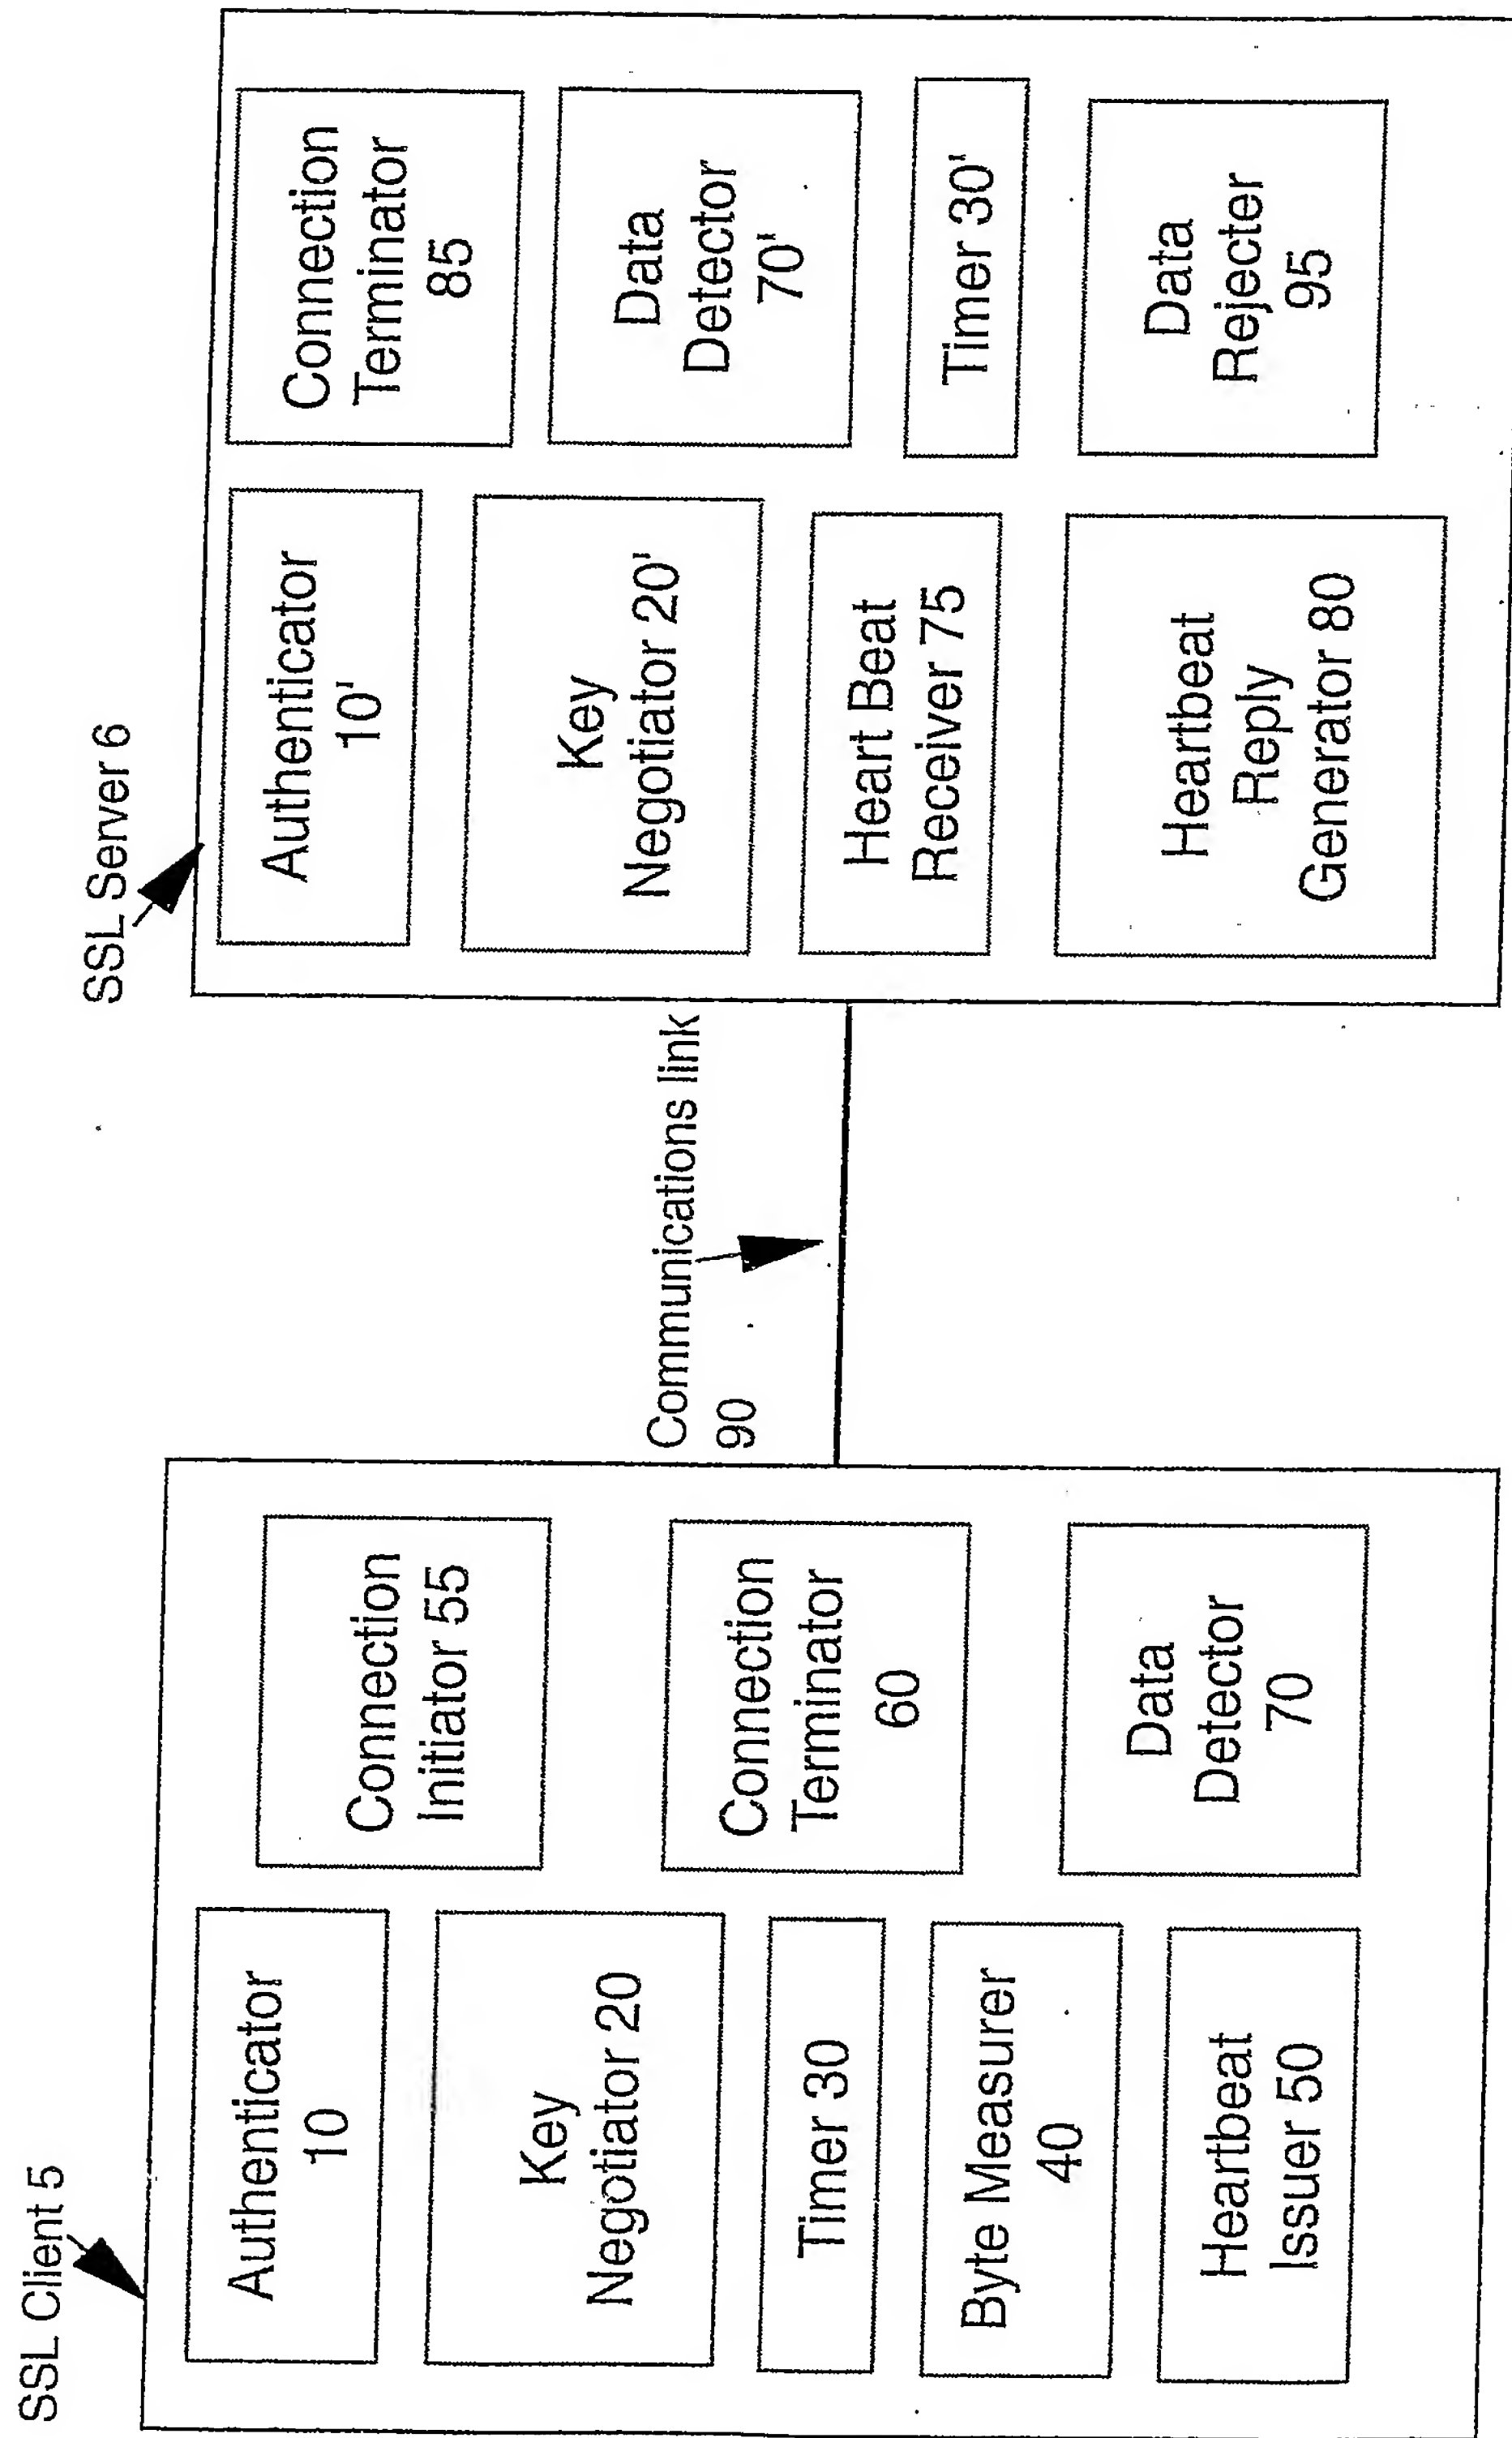 SSL Client 5
Authenticator
10
Key
Negotiator 20
Timer 30
Byte Measurer
40
Heartbeat
Issuer 50
Connection
Initiator 55
Connection
Terminator
60
Data
Detector
70
Communications link
90
SSL Server 6
Authenticator
10'
Key
Negotiator 20'
Heart Beat
Receiver 75
Heartbeat
Reply
Generator 80
Connection
Terminator
85
Data
Detector
70'
Timer 30'
Data
Rejecter
95